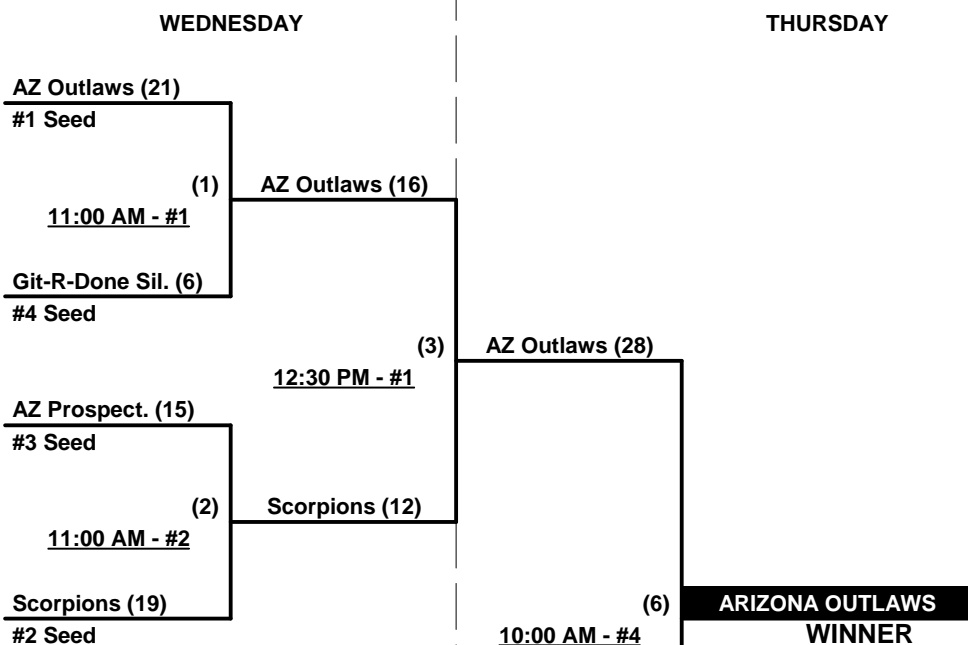 WEDNESDAY
THURSDAY
AZ Outlaws (21)
#1 Seed
(1)
AZ Outlaws (16)
11:00 AM - #1
Git-R-Done Sil. (6)
#4 Seed
(3)
AZ Outlaws (28)
12:30 PM - #1
AZ Prospect. (15)
#3 Seed
(2)
Scorpions (12)
11:00 AM - #2
Scorpions (19)
#2 Seed
(6)
ARIZONA OUTLAWS
10:00 AM - #4
WINNER